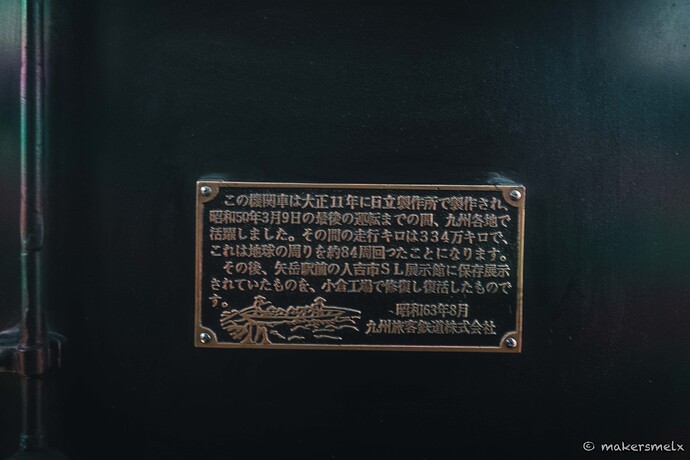 この機関車は大正11年に日立製作所で製作され、
昭和50年3月9日の最後の運転までの間、九州各地で
活躍しました。その間の走行キロは334万キロで、
これは地球の周りを約84周回つたことになります。
その後、矢岳駅前の人吉市SL展示館に保存展示
されていたものを、小倉工場で修復し復活したもので
す。
昭和63年8月
九州旅客鉄道株式会社
© makersmelx